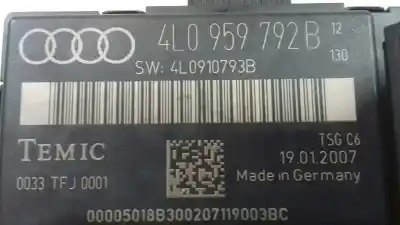 4L0 959 792B 12
130
SW: 4L0910793B
TEMIC
TSG C6
19.01.2007
0033 TFJ 0001
Made in Germany
00005018B300207119003BC